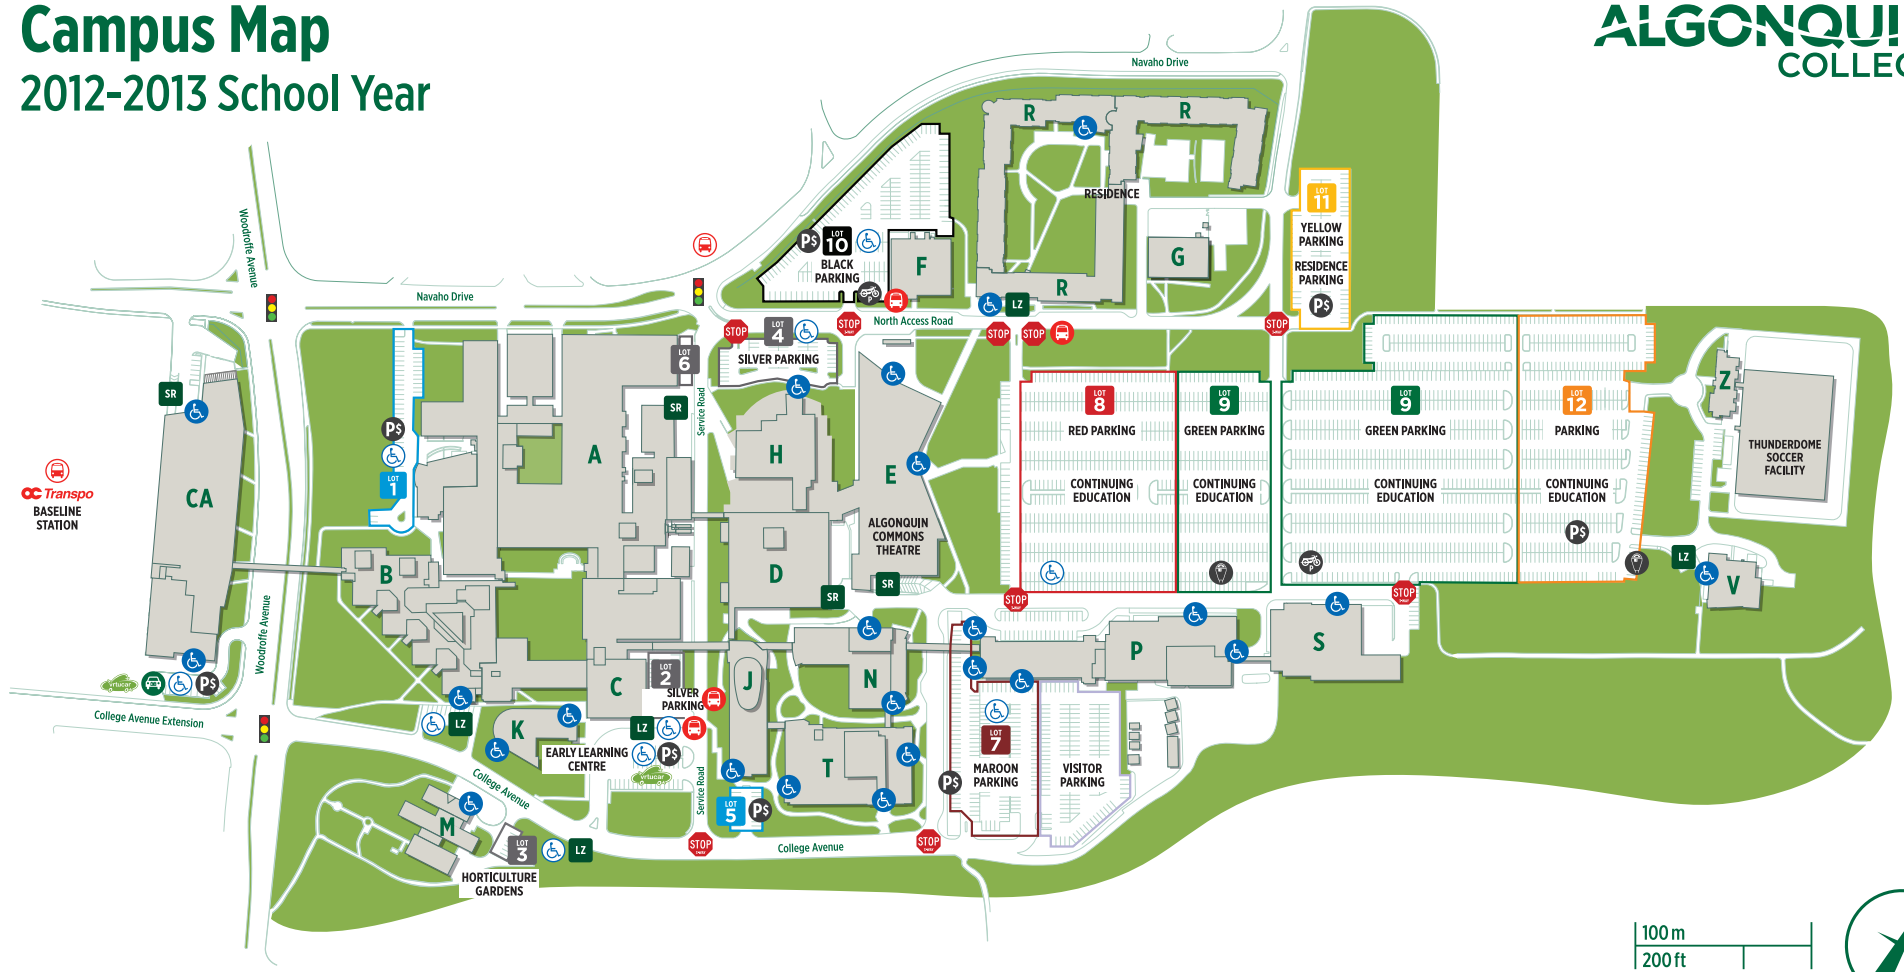 Campus Map
2012-2013 School Year
ALGONQUI
COLLEG
Navaho Drive
Woodroffe Avenue
Navaho Drive
North Access Road
R
R
RESIDENCE
R
G
F
P$
LOT
10
BLACK
PARKING
P
LZ
LOT
11
YELLOW
PARKING
RESIDENCE
PARKING
P$
STOP
LOT
4
STOP
STOP
STOP
STOP
SILVER PARKING
LOT
6
SR
SR
Service Road
P$
LOT
1
A
H
E
ALGONQUIN
COMMONS
THEATRE
D
SR
SR
CA
OC Transpo
BASELINE
STATION
B
LOT
8
RED PARKING
CONTINUING
EDUCATION
LOT
9
GREEN PARKING
CONTINUING
EDUCATION
LOT
9
GREEN PARKING
CONTINUING
EDUCATION
P
LOT
12
PARKING
CONTINUING
EDUCATION
P$
Z
THUNDERDOME
SOCCER
FACILITY
LZ
V
STOP
STOP
Woodroffe Avenue
vrtucar
P$
College Avenue Extension
LZ
K
C
LOT
2
SILVER
PARKING
LZ
EARLY LEARNING
CENTRE
P$
vrtucar
J
N
T
P
S
LOT
7
MAROON
PARKING
P$
VISITOR
PARKING
College Avenue
Service Road
LOT
5
P$
M
LOT
3
LZ
HORTICULTURE
GARDENS
STOP
College Avenue
STOP
100 m
200 ft